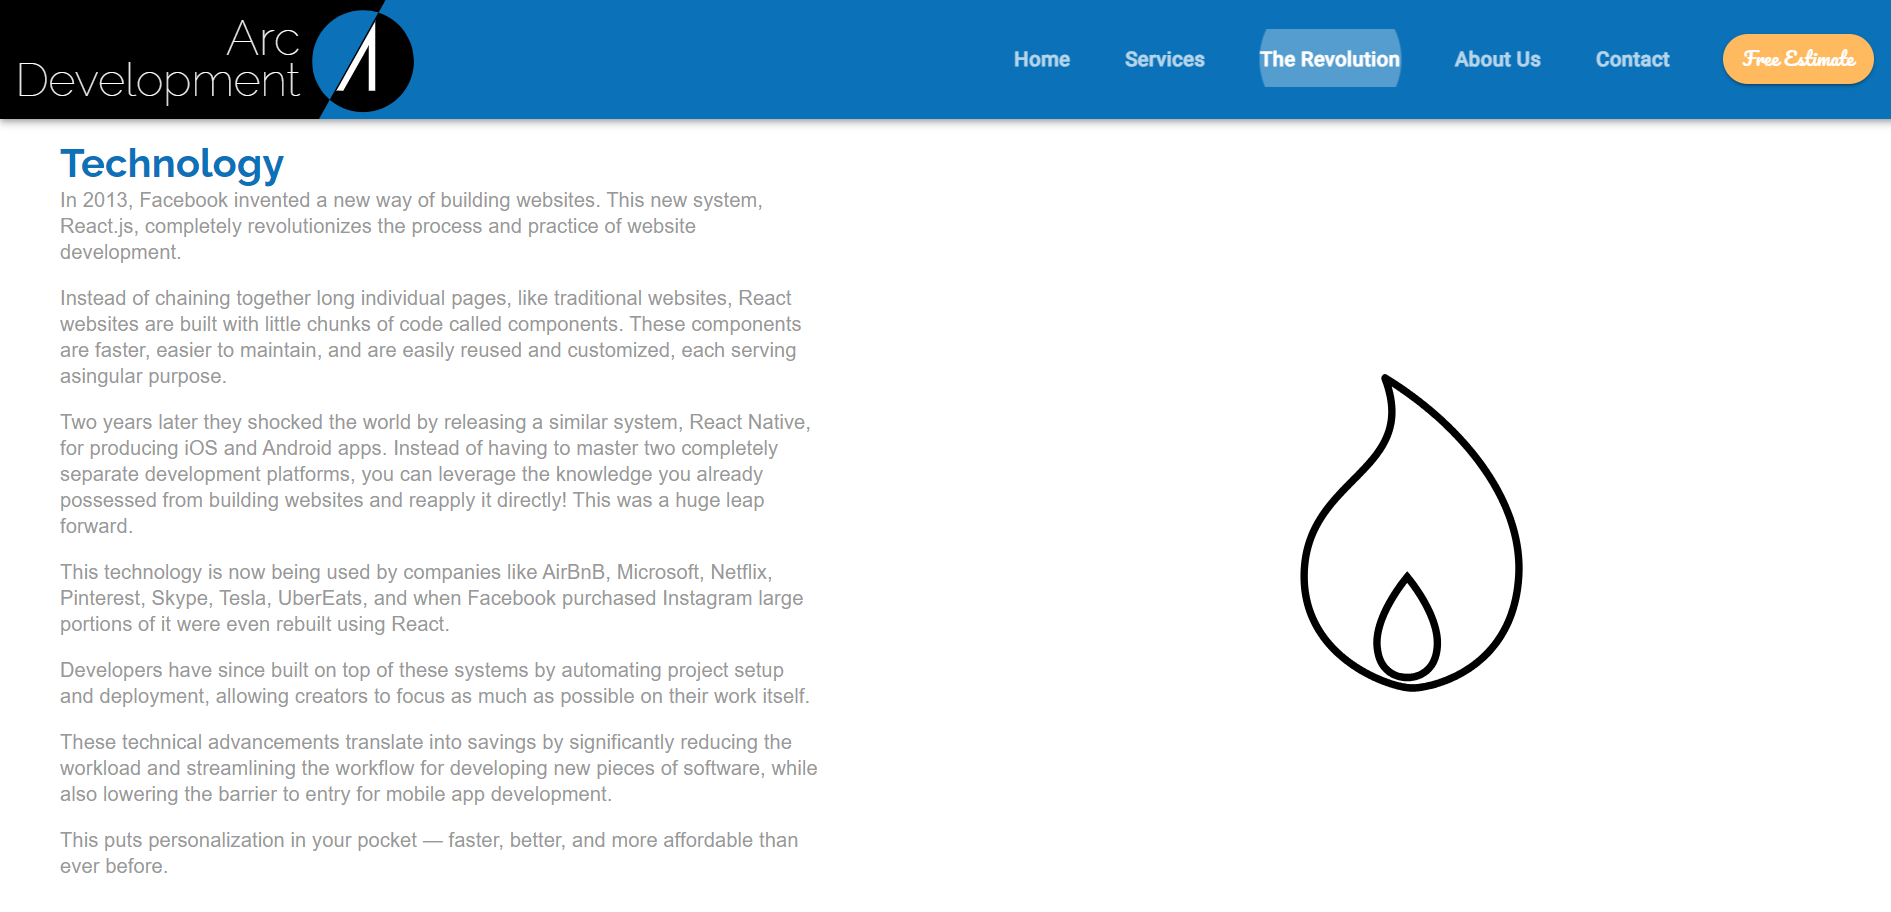 Arc
Development
Home
Services
The Revolution
About Us
Contact
Free Estimate
Technology
In 2013, Facebook invented a new way of building websites. This new system,
React.js, completely revolutionizes the process and practice of website
development.
Instead of chaining together long individual pages, like traditional websites, React
websites are built with little chunks of code called components. These components
are faster, easier to maintain, and are easily reused and customized, each serving
asingular purpose.
Two years later they shocked the world by releasing a similar system, React Native,
for producing iOS and Android apps. Instead of having to master two completely
separate development platforms, you can leverage the knowledge you already
possessed from building websites and reapply it directly! This was a huge leap
forward.
This technology is now being used by companies like AirBnB, Microsoft, Netflix,
Pinterest, Skype, Tesla, UberEats, and when Facebook purchased Instagram large
portions of it were even rebuilt using React.
Developers have since built on top of these systems by automating project setup
and deployment, allowing creators to focus as much as possible on their work itself.
These technical advancements translate into savings by significantly reducing the
workload and streamlining the workflow for developing new pieces of software, while
also lowering the barrier to entry for mobile app development.
This puts personalization in your pocket — faster, better, and more affordable than
ever before.